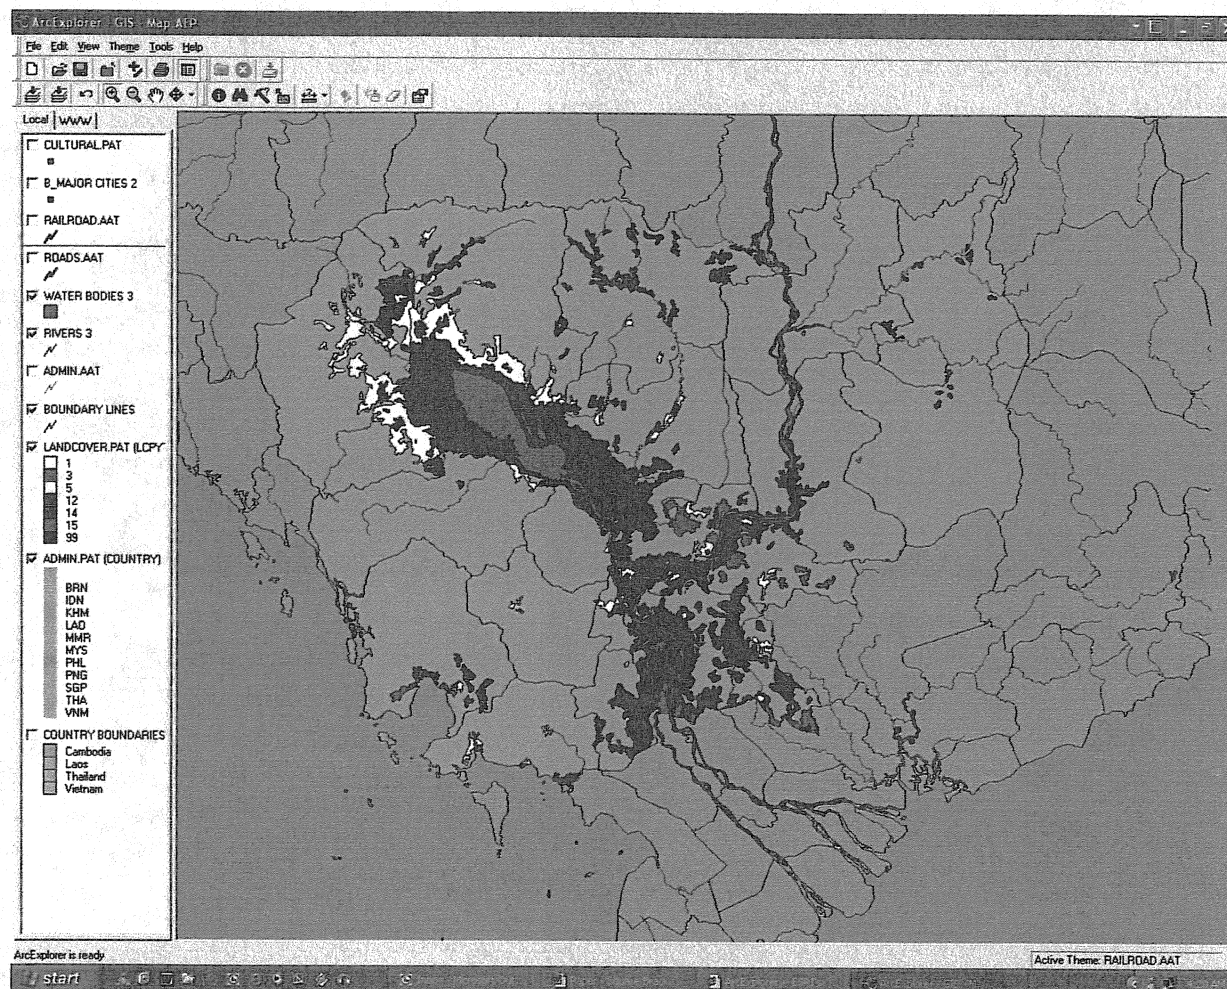 ArcExplorer - GIS - Map.AEP
File Edit View Theme Tools Help
Local WWW
CULTURAL.PAT
B_MAJOR CITIES 2
RAILROAD.AAT
ROADS.AAT
WATER BODIES 3
RIVERS 3
ADMIN.AAT
BOUNDARY LINES
LANDCOVER.PAT (LCPY
1
3
5
12
14
15
99
ADMIN.PAT (COUNTRY)
BRN
IDN
KHM
LAO
MMR
MYS
PHL
PNG
SGP
THA
VNM
COUNTRY BOUNDARIES
Cambodia
Laos
Thailand
Vietnam
ArcExplorer is ready
Active Theme: RAILROAD.AAT
start